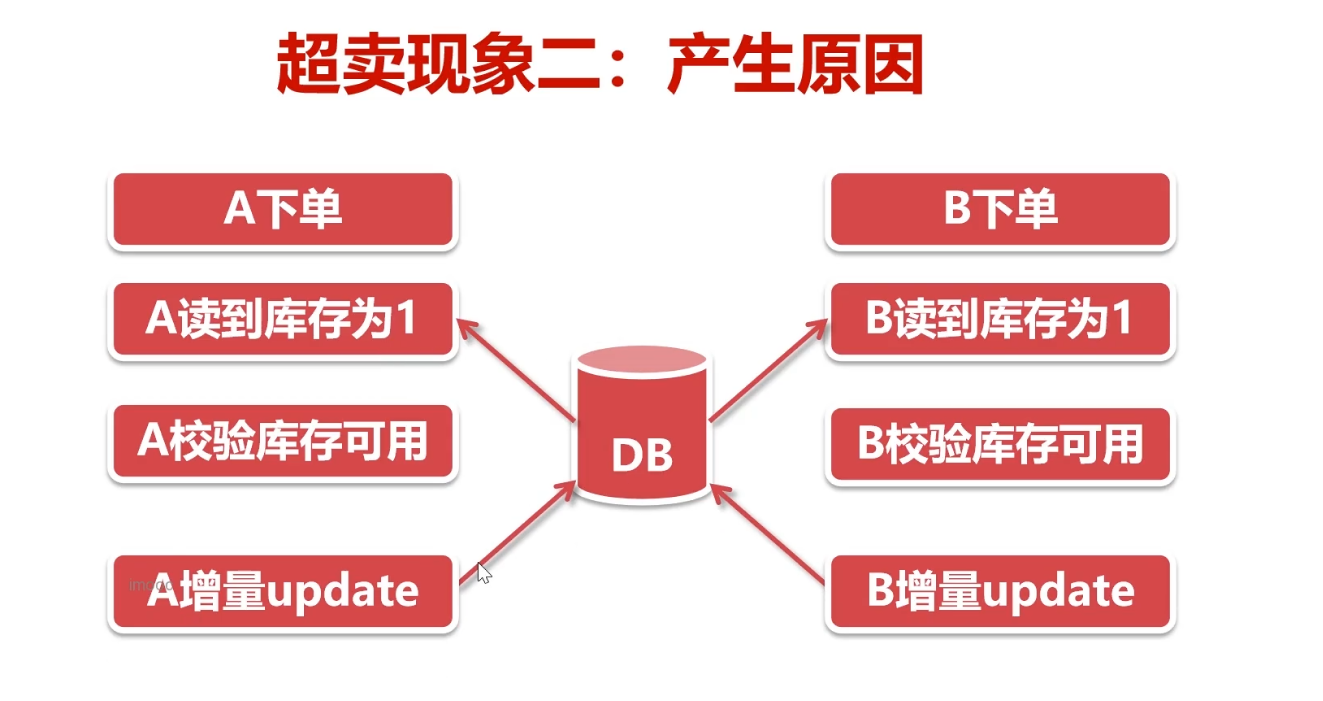 超卖现象二：产生原因
A下单
B下单
A读到库存为1
B读到库存为1
A校验库存可用
B校验库存可用
DB
A增量update
B增量update